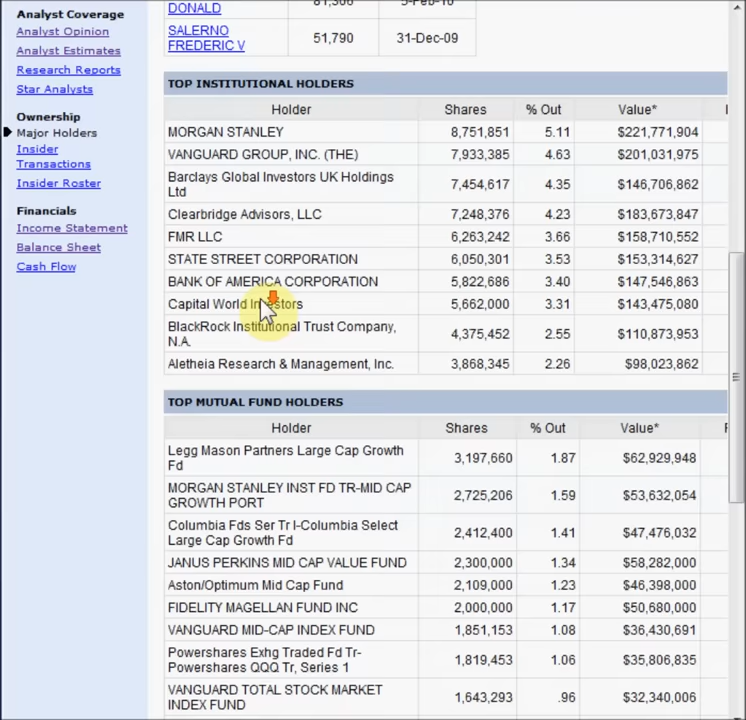 Analyst Coverage
Analyst Opinion
Analyst Estimates
Research Reports
Star Analysts
Ownership
Major Holders
Insider
Transactions
Insider Roster
Financials
Income Statement
Balance Sheet
Cash Flow
DONALD
SALERNO
FREDERIC V 51,790 31-Dec-09
TOP INSTITUTIONAL HOLDERS
Holder Shares % Out Value*
MORGAN STANLEY 8,751,851 5.11 $221,771,904
VANGUARD GROUP, INC. (THE) 7,933,385 4.63 $201,031,975
Barclays Global Investors UK Holdings
Ltd 7,454,617 4.35 $146,706,862
Clearbridge Advisors, LLC 7,248,376 4.23 $183,673,847
FMR LLC 6,263,242 3.66 $158,710,552
STATE STREET CORPORATION 6,050,301 3.53 $153,314,627
BANK OF AMERICA CORPORATION 5,822,686 3.40 $147,546,863
Capital World Investors 5,662,000 3.31 $143,475,080
BlackRock Institutional Trust Company,
N.A. 4,375,452 2.55 $110,873,953
Aletheia Research & Management, Inc. 3,868,345 2.26 $98,023,862
TOP MUTUAL FUND HOLDERS
Holder Shares % Out Value*
Legg Mason Partners Large Cap Growth
Fd 3,197,660 1.87 $62,929,948
MORGAN STANLEY INST FD TR-MID CAP
GROWTH PORT 2,725,206 1.59 $53,632,054
Columbia Fds Ser Tr I-Columbia Select
Large Cap Growth Fd 2,412,400 1.41 $47,476,032
JANUS PERKINS MID CAP VALUE FUND 2,300,000 1.34 $58,282,000
Aston/Optimum Mid Cap Fund 2,109,000 1.23 $46,398,000
FIDELITY MAGELLAN FUND INC 2,000,000 1.17 $50,680,000
VANGUARD MID-CAP INDEX FUND 1,851,153 1.08 $36,430,691
Powershares Exhg Traded Fd Tr-
Powershares QQQ Tr, Series 1 1,819,453 1.06 $35,806,835
VANGUARD TOTAL STOCK MARKET
INDEX FUND 1,643,293 .96 $32,340,006